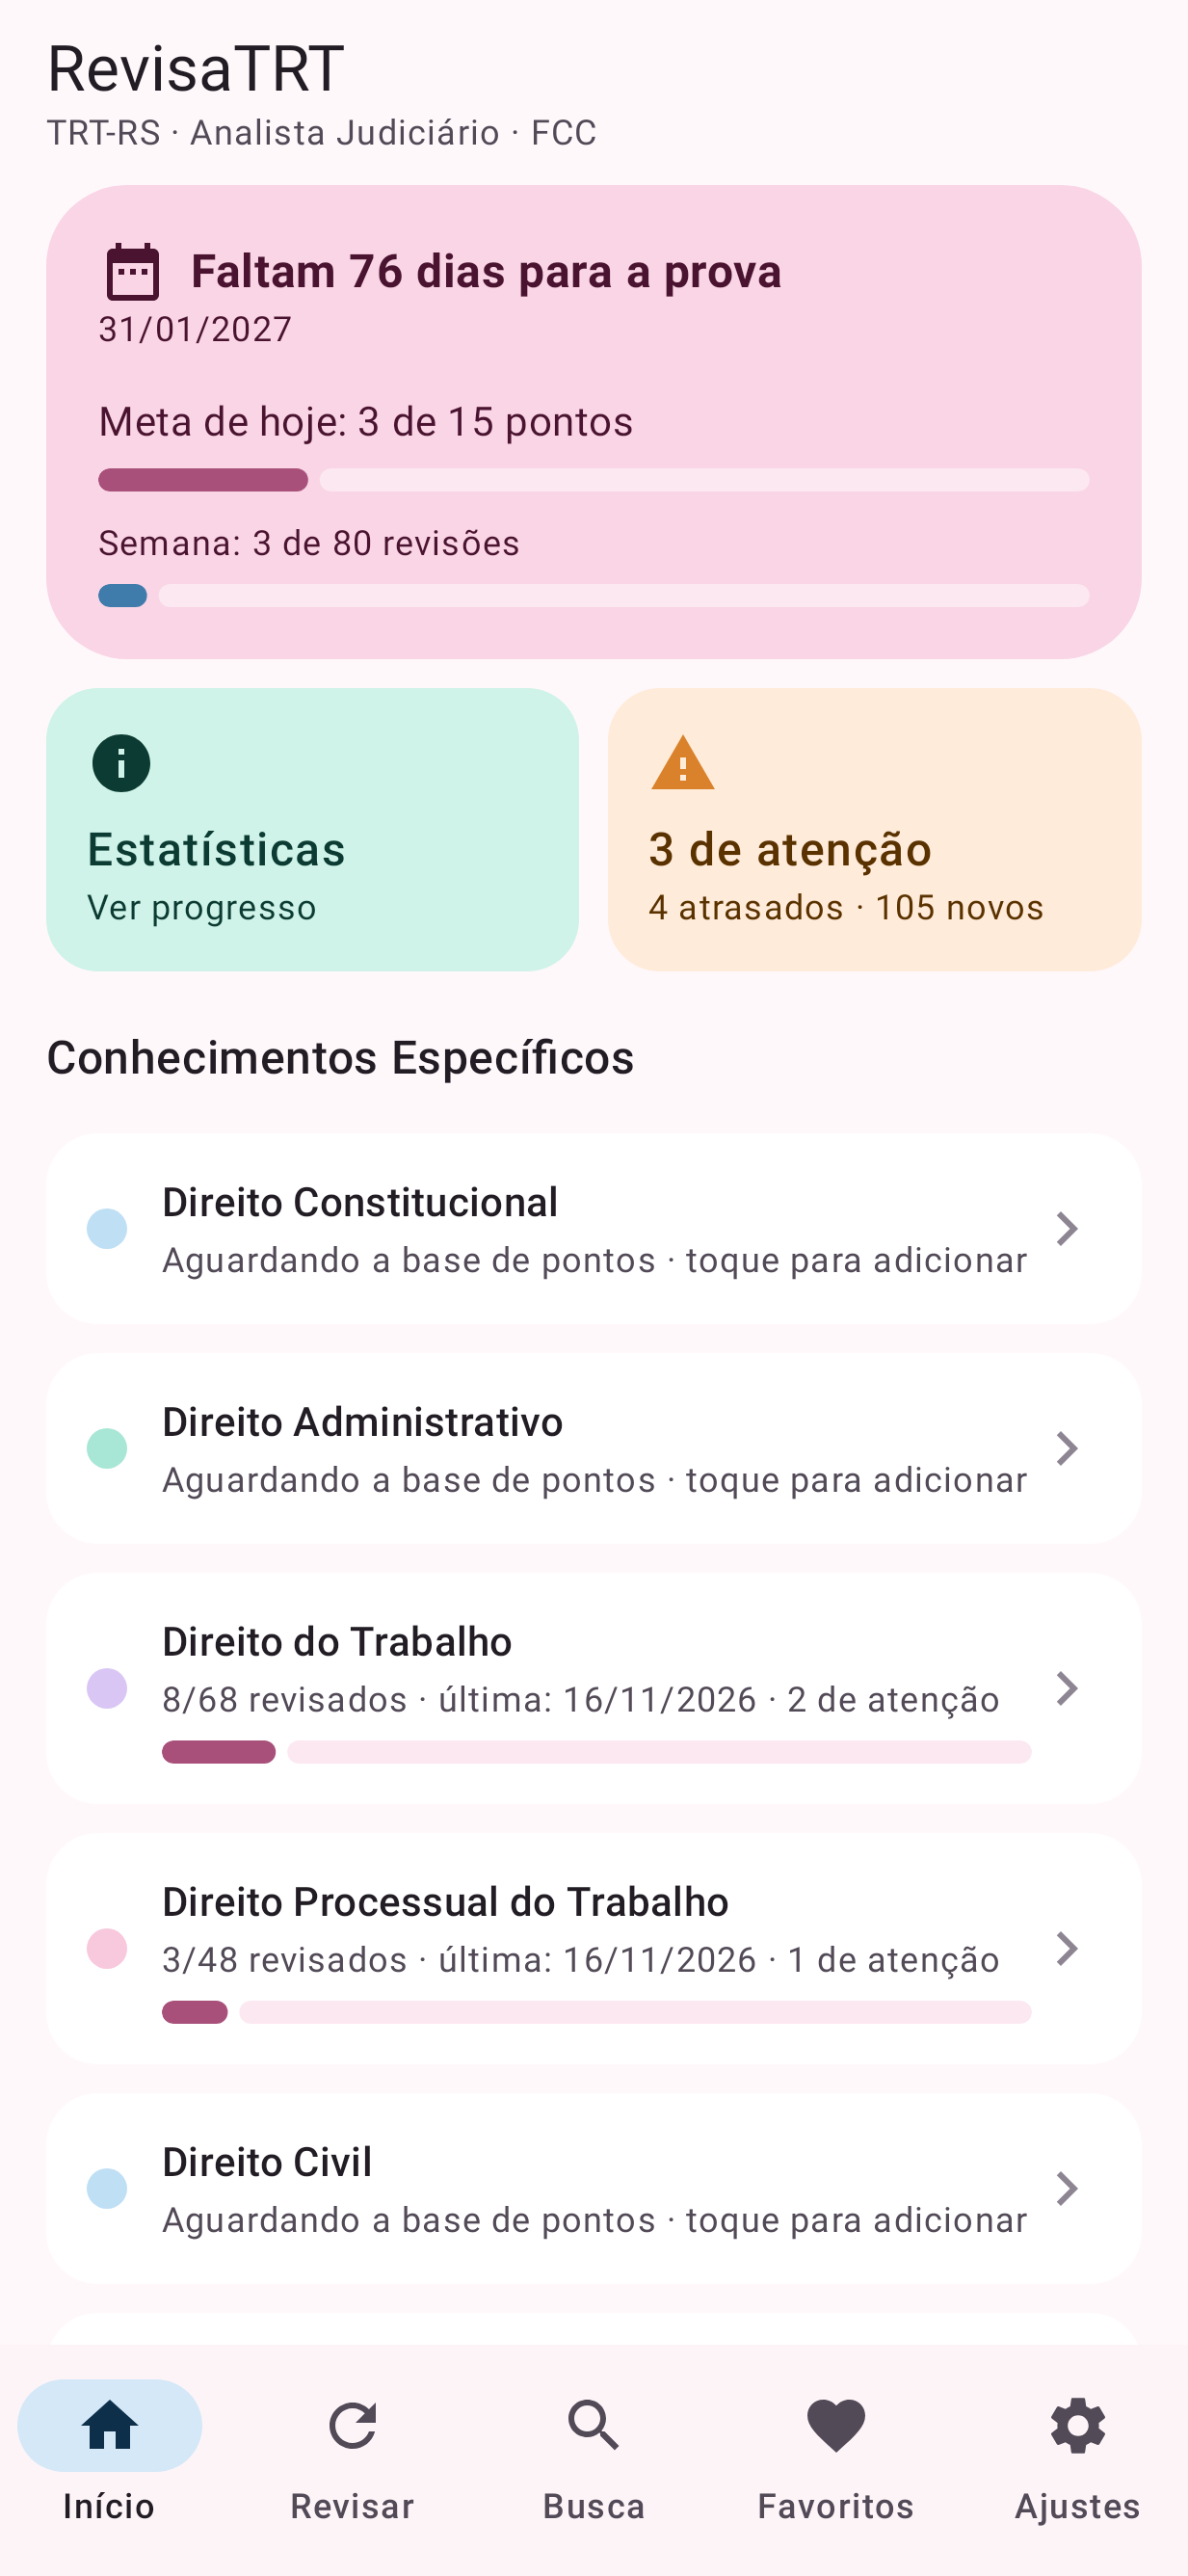 RevisaTRT
TRT-RS · Analista Judiciário · FCC
Faltam 76 dias para a prova
31/01/2027
Meta de hoje: 3 de 15 pontos
Semana: 3 de 80 revisões
Estatísticas
Ver progresso
3 de atenção
4 atrasados · 105 novos
Conhecimentos Específicos
Direito Constitucional
Aguardando a base de pontos · toque para adicionar
Direito Administrativo
Aguardando a base de pontos · toque para adicionar
Direito do Trabalho
8/68 revisados · última: 16/11/2026 · 2 de atenção
Direito Processual do Trabalho
3/48 revisados · última: 16/11/2026 · 1 de atenção
Direito Civil
Aguardando a base de pontos · toque para adicionar
Início
Revisar
Busca
Favoritos
Ajustes